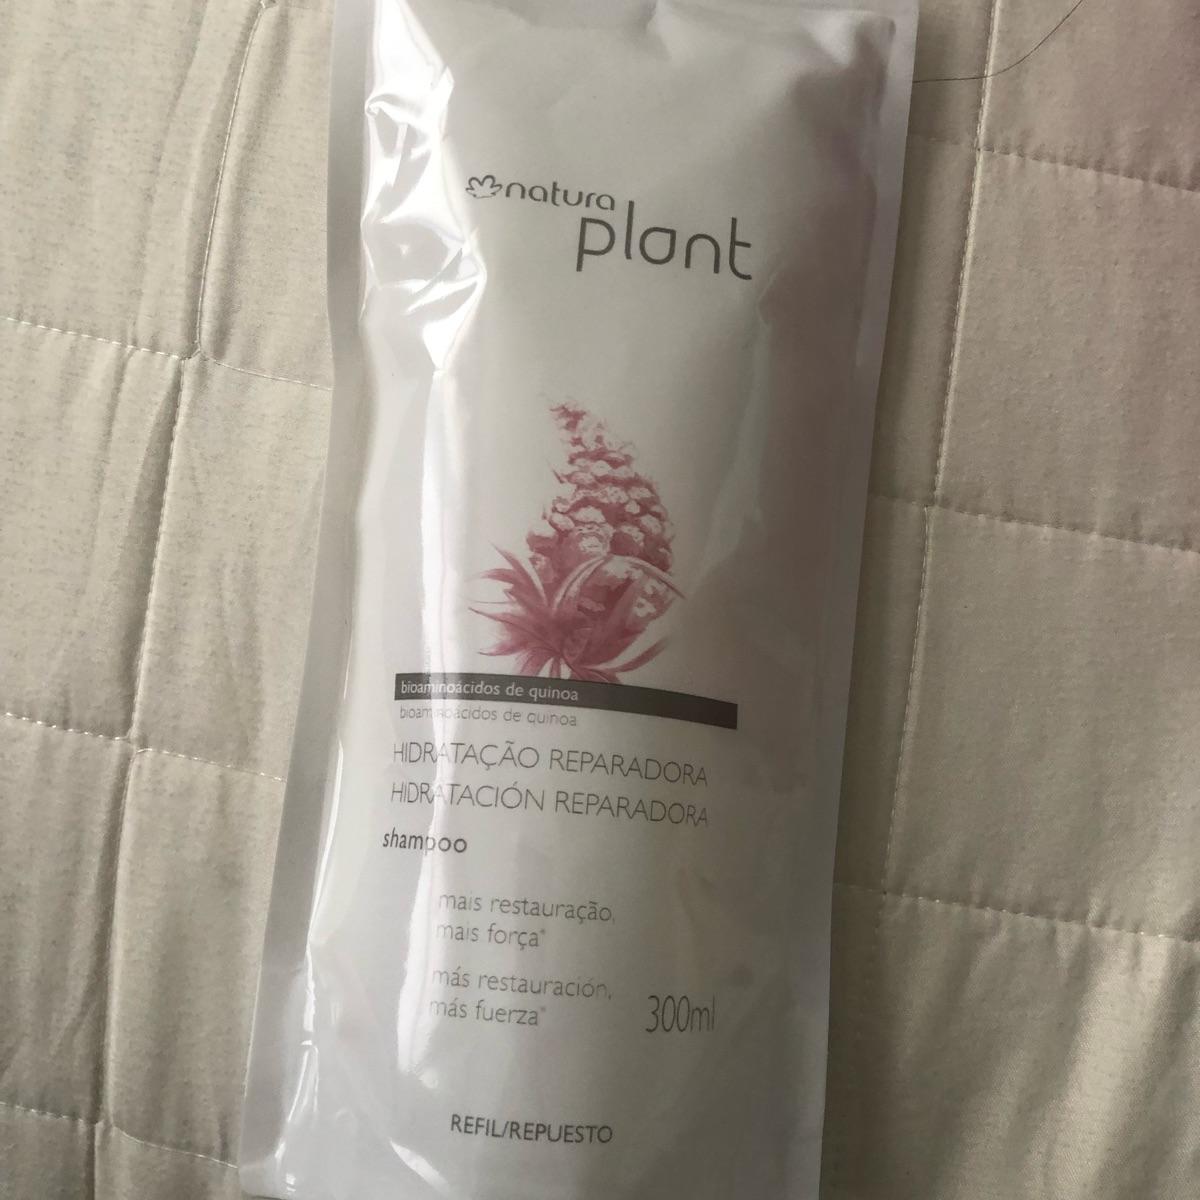 natura
plant
bioaminoácidos de quinoa
bioaminoácidos de quinoa
HIDRATAÇÃO REPARADORA
HIDRATACIÓN REPARADORA
shampoo
mais restauração,
mais força*
más restauración,
más fuerza*
300ml
REFIL/REPUESTO